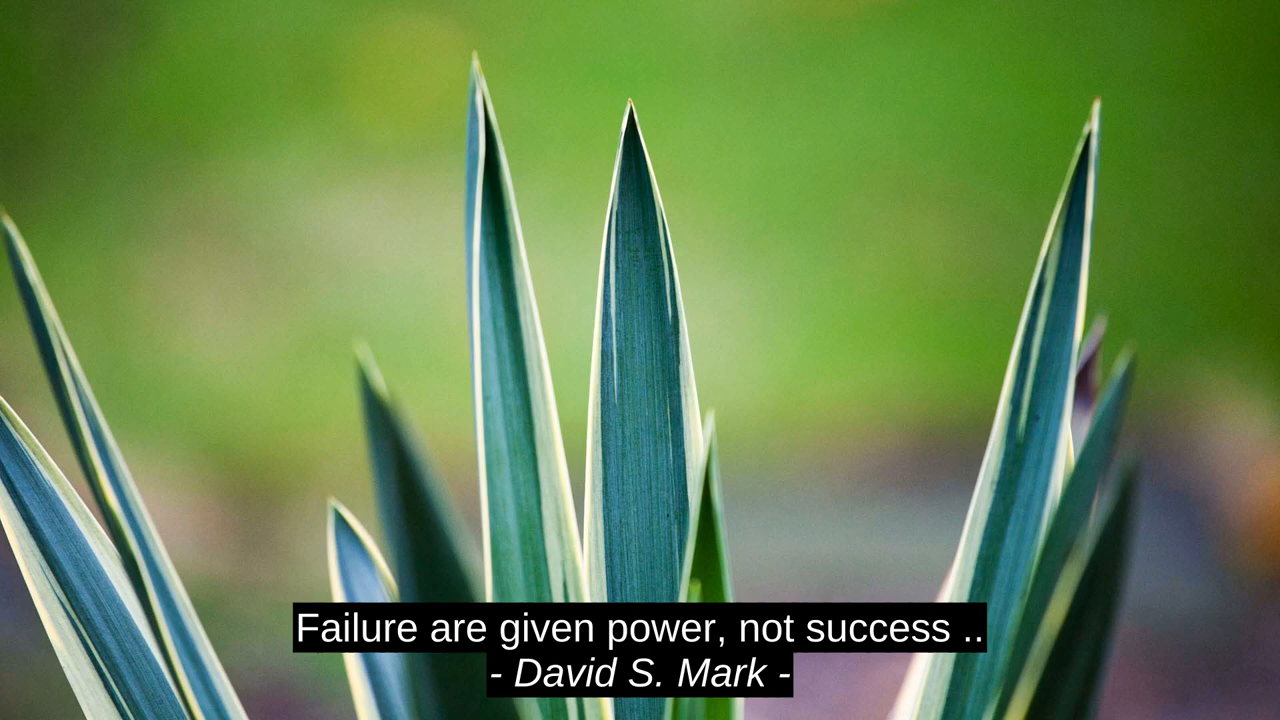 Failure are given power, not success ..
- David S. Mark -